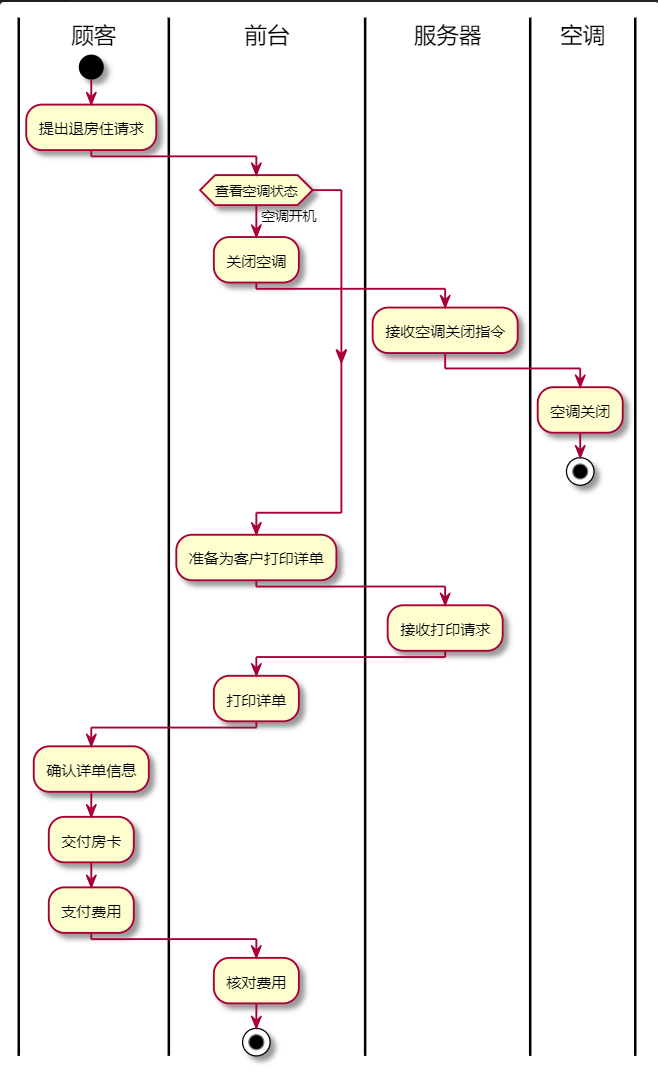 顾客
前台
服务器
空调
提出退房住请求
查看空调状态
空调开机
关闭空调
接收空调关闭指令
空调关闭
准备为客户打印详单
接收打印请求
打印详单
确认详单信息
交付房卡
支付费用
核对费用